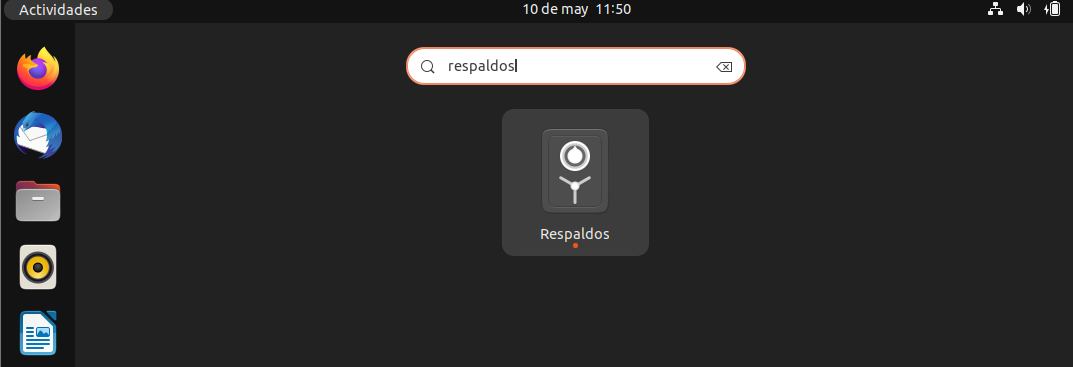 Actividades
10 de may 11:50
respaldos
Respaldos